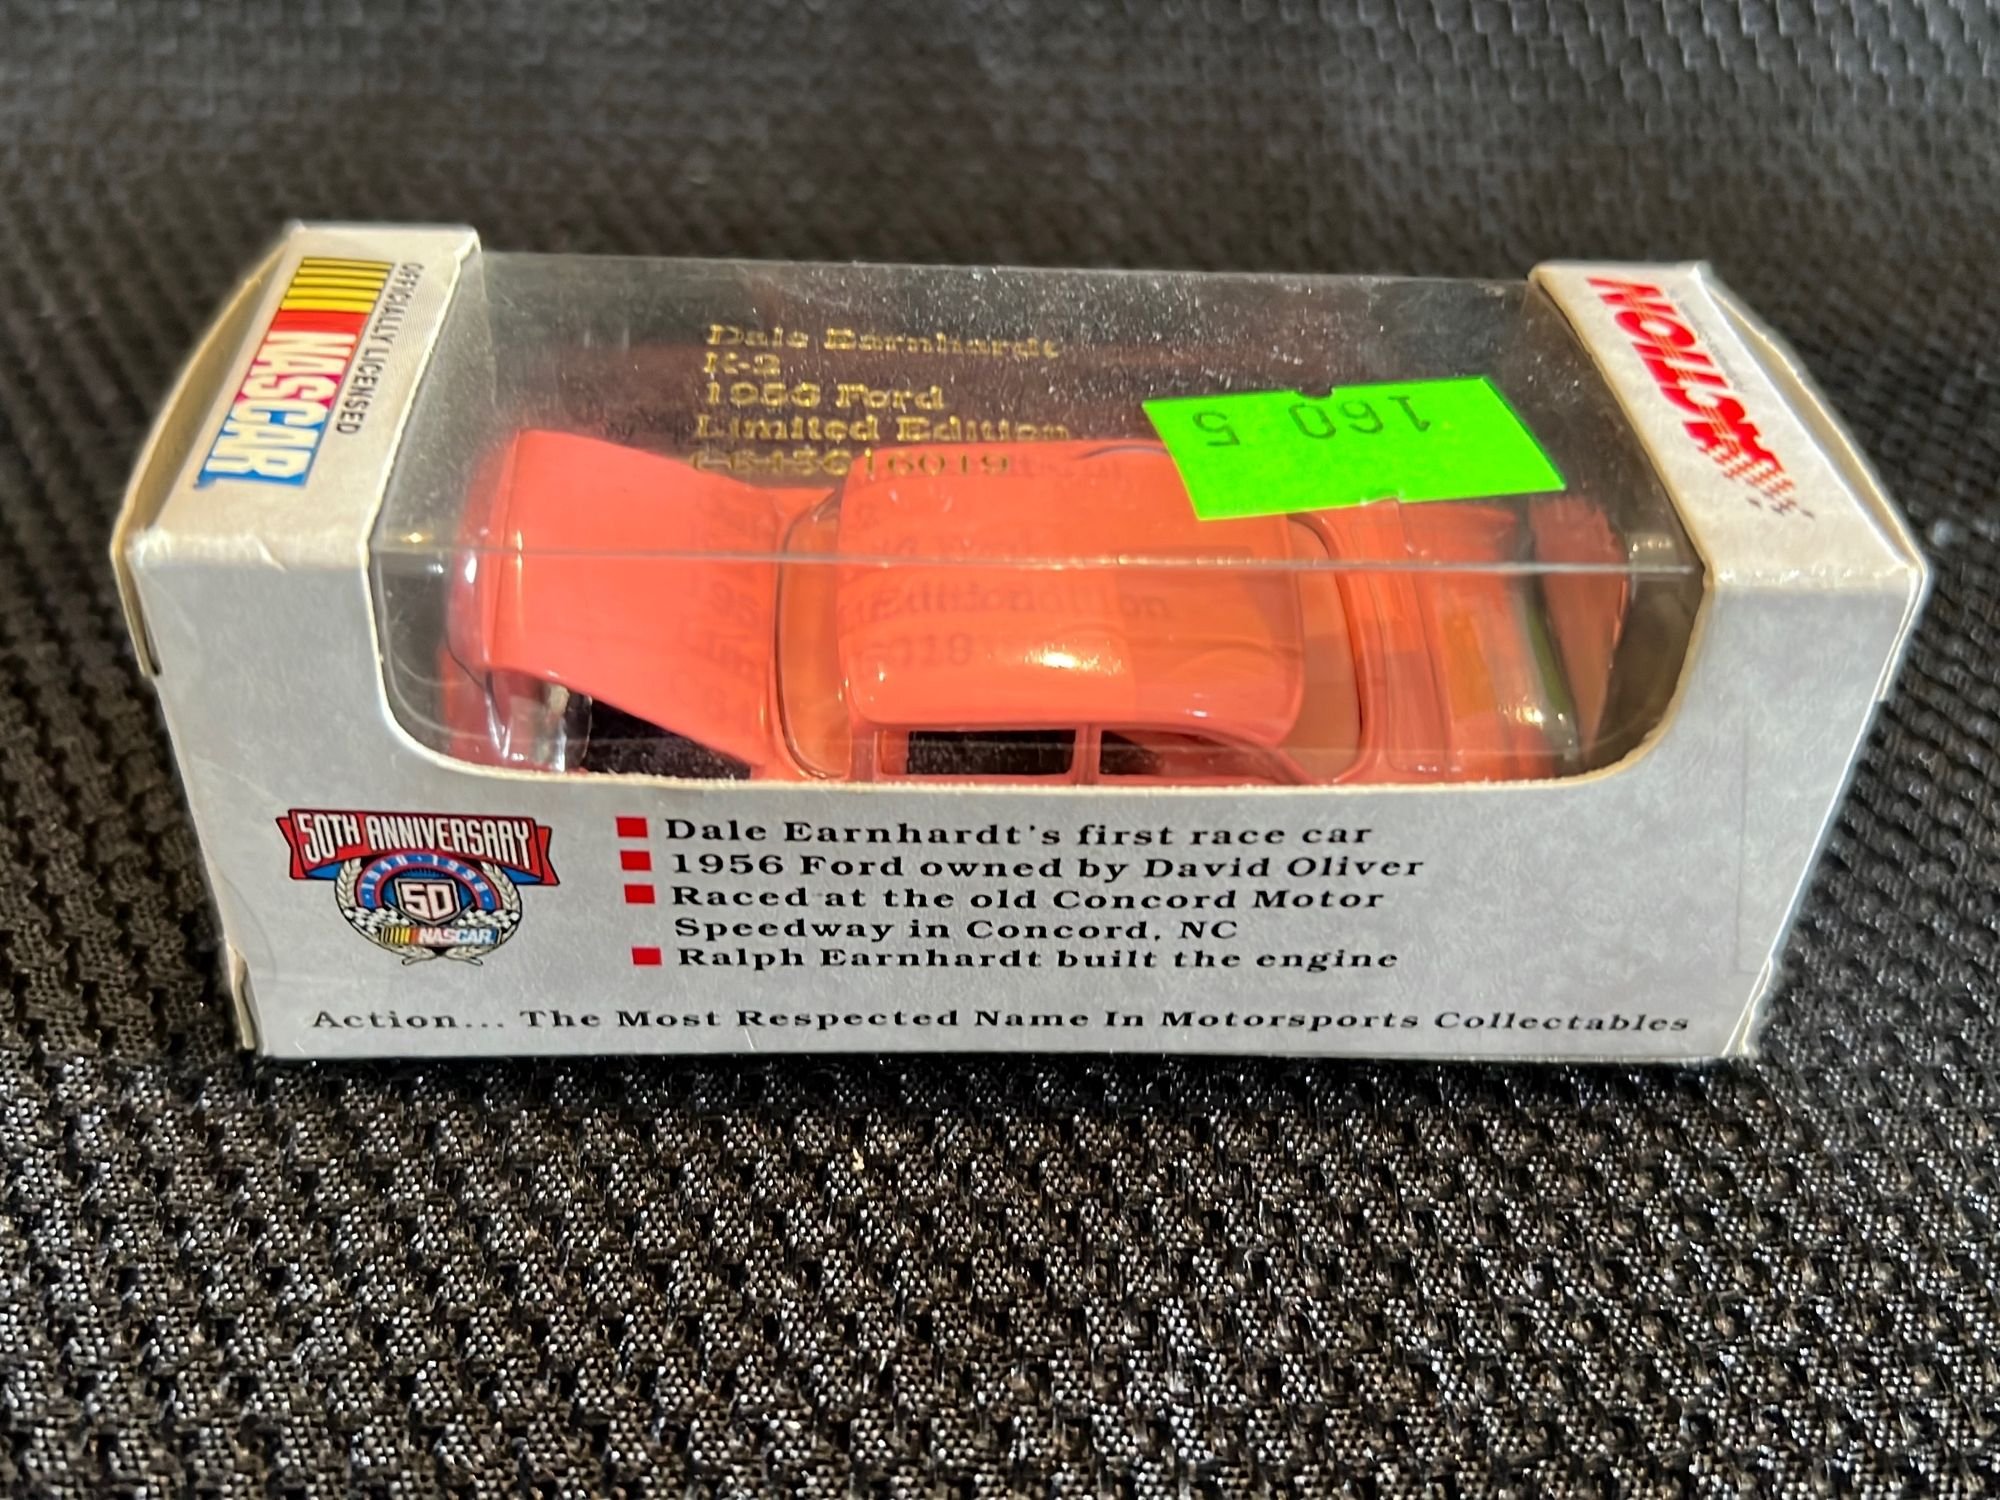 OFFICIALLY LICENSED
NASCAR
ACTION
Dale Earnhardt
K-2
1956 Ford
Limited Edition
160 5
50TH ANNIVERSARY
1948 - 1998
50
NASCAR
Dale Earnhardt's first race car
1956 Ford owned by David Oliver
Raced at the old Concord Motor
Speedway in Concord, NC
Ralph Earnhardt built the engine
Action... The Most Respected Name In Motorsports Collectables